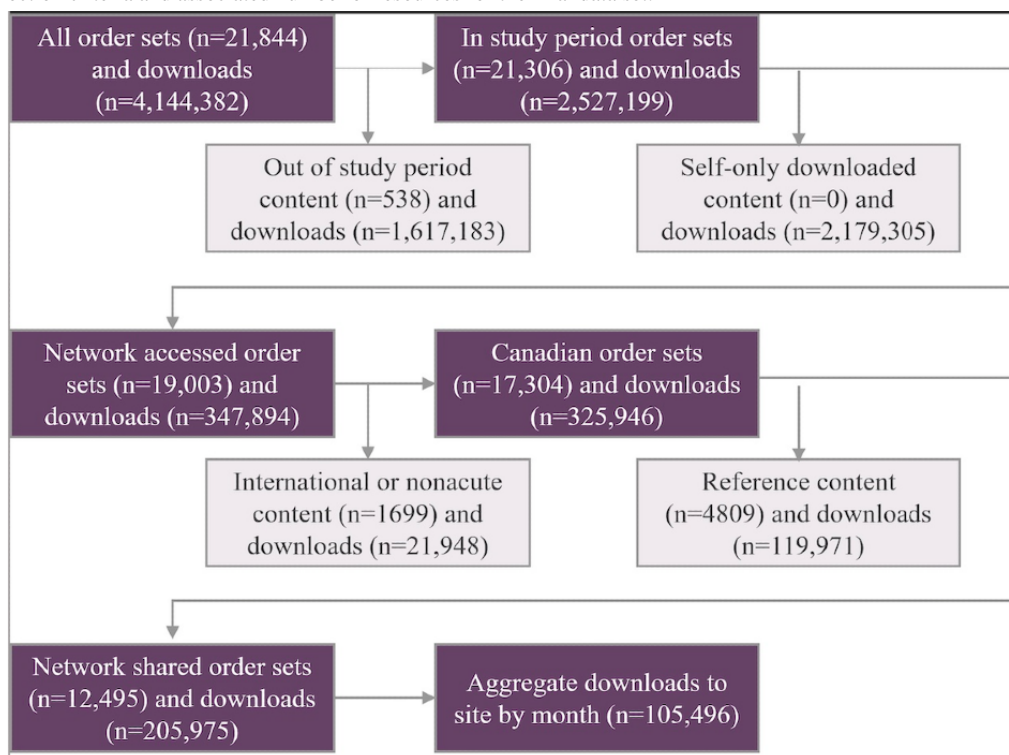 All order sets (n=21,844)
and downloads
(n=4,144,382)
In study period order sets
(n=21,306) and downloads
(n=2,527,199)
Out of study period
content (n=538) and
downloads (n=1,617,183)
Self-only downloaded
content (n=0) and
downloads (n=2,179,305)
Network accessed order
sets (n=19,003) and
downloads (n=347,894)
Canadian order sets
(n=17,304) and downloads
(n=325,946)
International or nonacute
content (n=1699) and
downloads (n=21,948)
Reference content
(n=4809) and downloads
(n=119,971)
Network shared order sets
(n=12,495) and downloads
(n=205,975)
Aggregate downloads to
site by month (n=105,496)